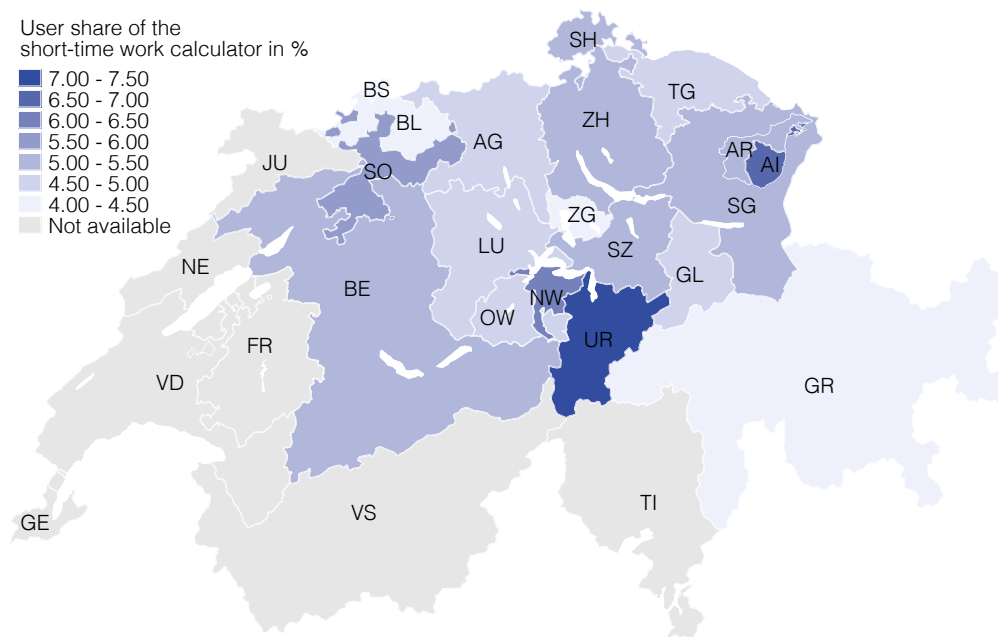 User share of the
short-time work calculator in %
7.00 - 7.50
6.50 - 7.00
6.00 - 6.50
5.50 - 6.00
5.00 - 5.50
4.50 - 5.00
4.00 - 4.50
Not available
SH
BS
TG
BL
ZH
AG
AR
AI
JU
SO
SG
ZG
LU
SZ
NE
GL
BE
NW
OW
UR
FR
VD
GR
TI
VS
GE